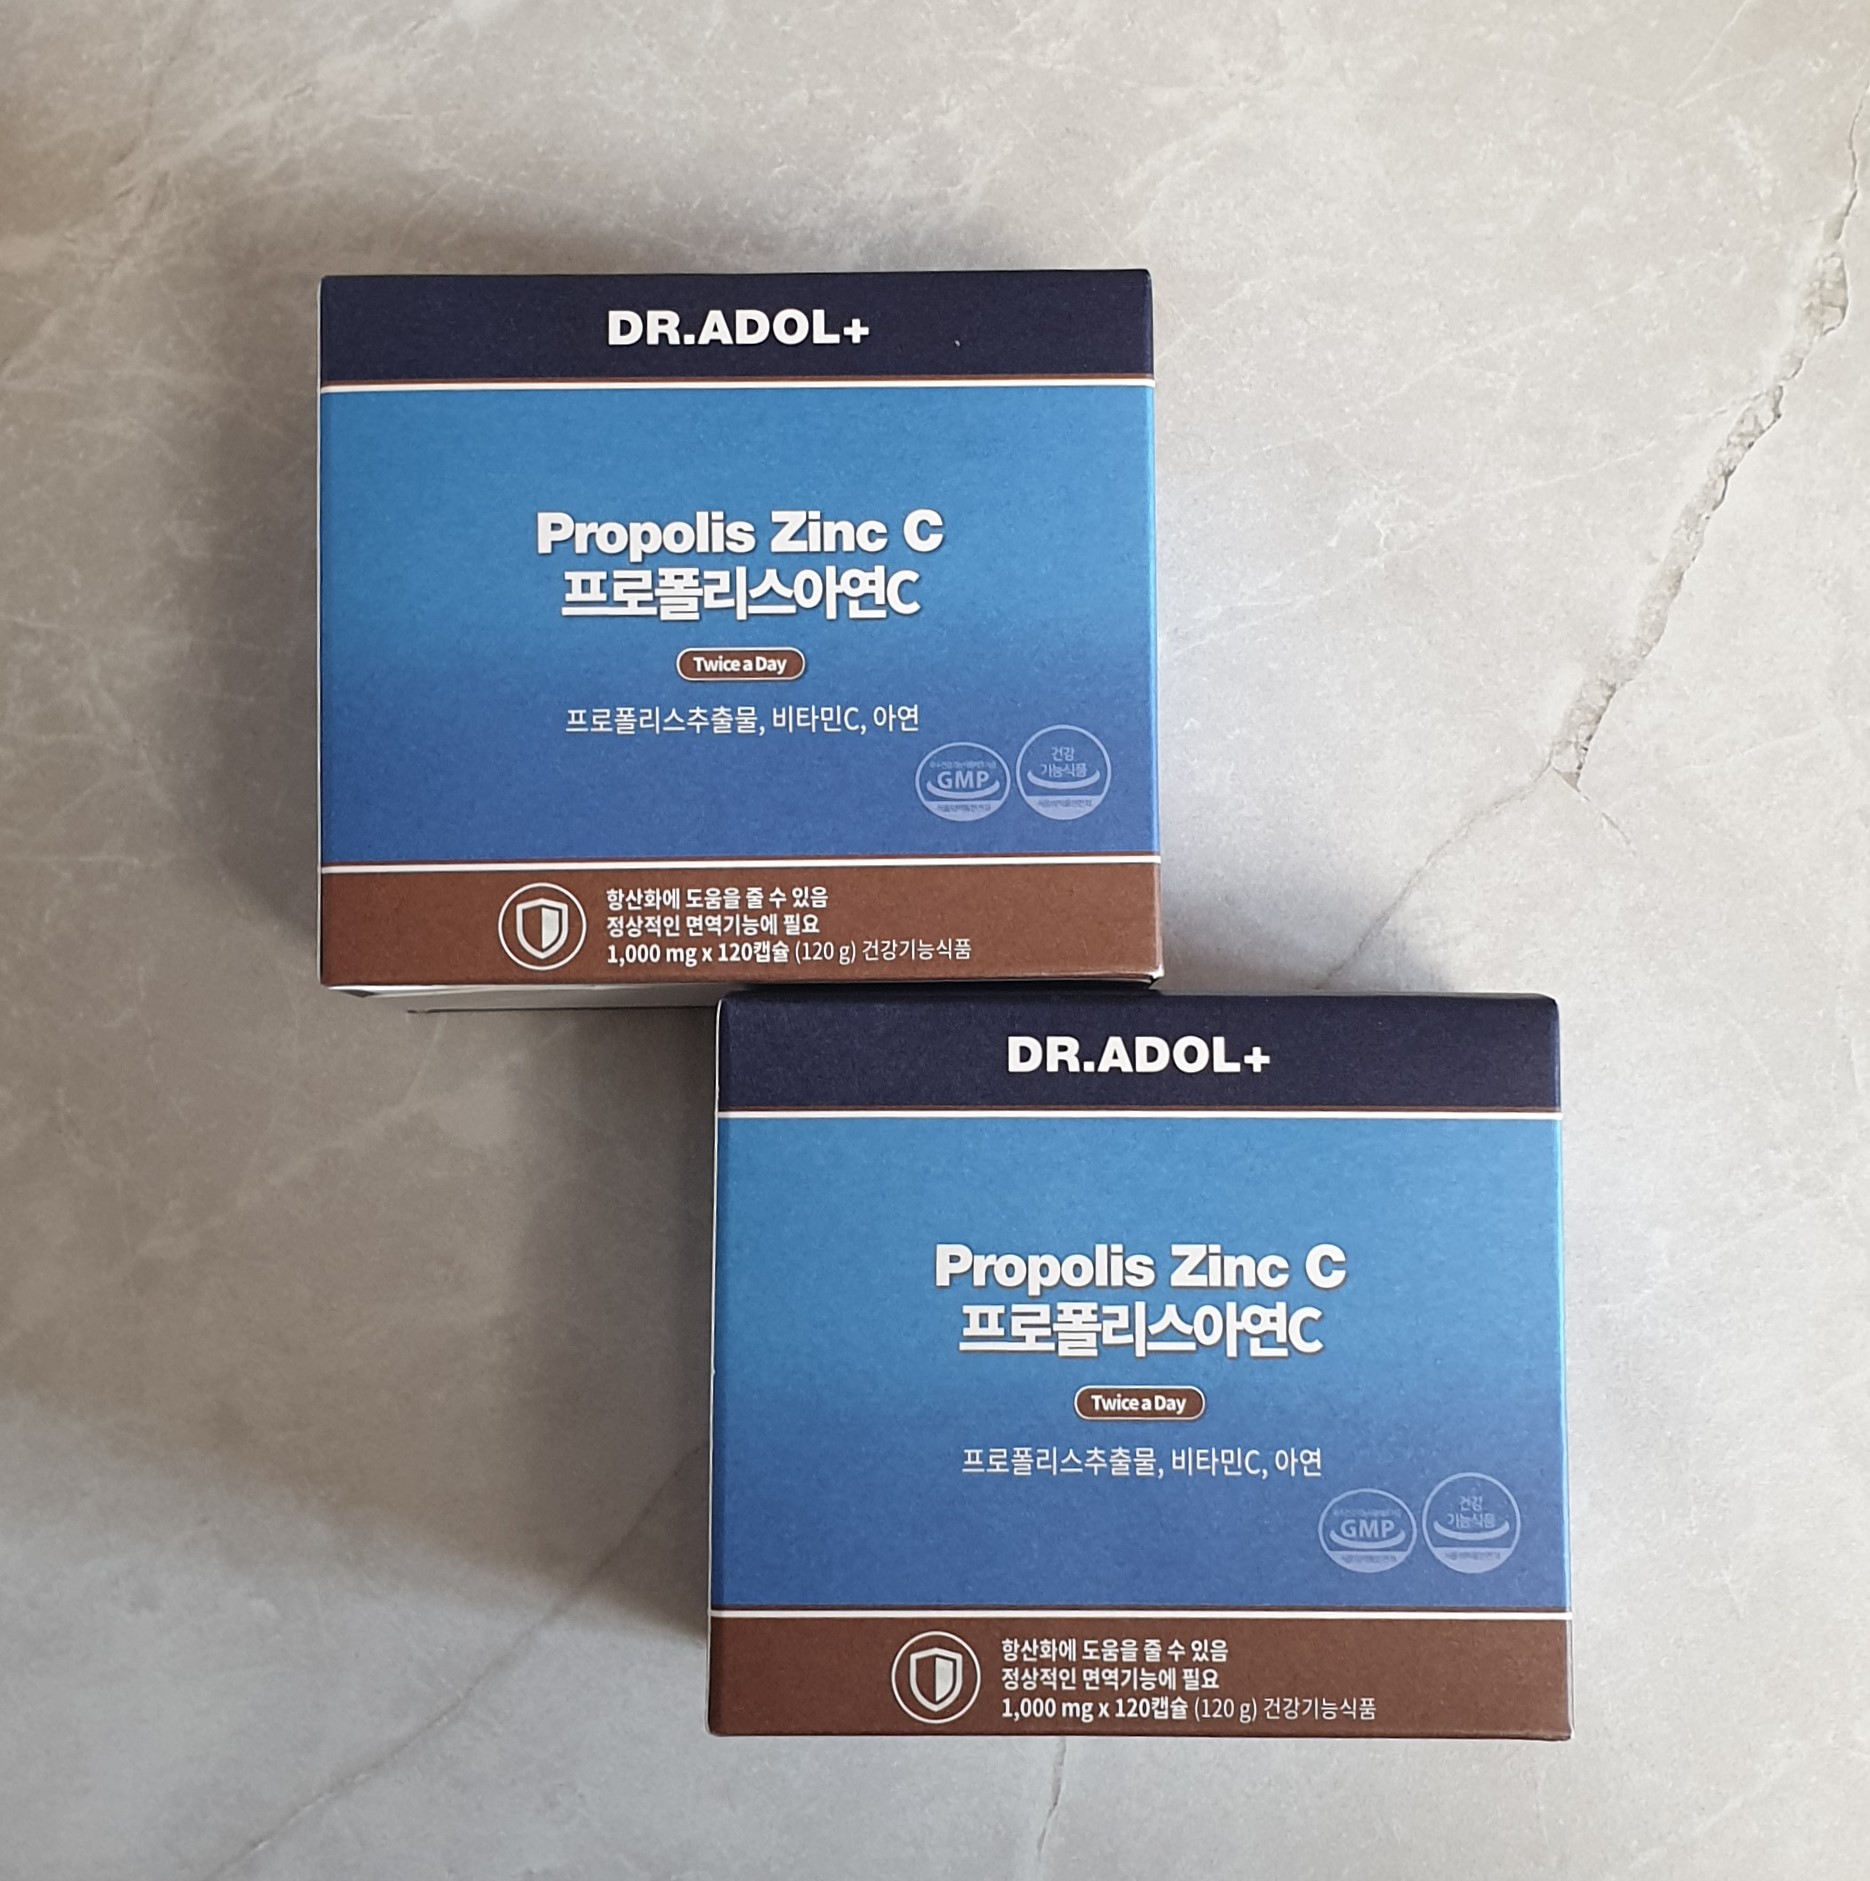 DR.ADOL+
Propolis Zinc C
프로폴리스아연C
Twice a Day
프로폴리스추출물, 비타민C, 아연
GMP
건강
기능식품
항산화에 도움을 줄 수 있음
정상적인 면역기능에 필요
1,000 mg x 120캡슐 (120 g) 건강기능식품
DR.ADOL+
Propolis Zinc C
프로폴리스아연C
Twice a Day
프로폴리스추출물, 비타민C, 아연
GMP
건강
기능식품
항산화에 도움을 줄 수 있음
정상적인 면역기능에 필요
1,000 mg x 120캡슐 (120 g) 건강기능식품